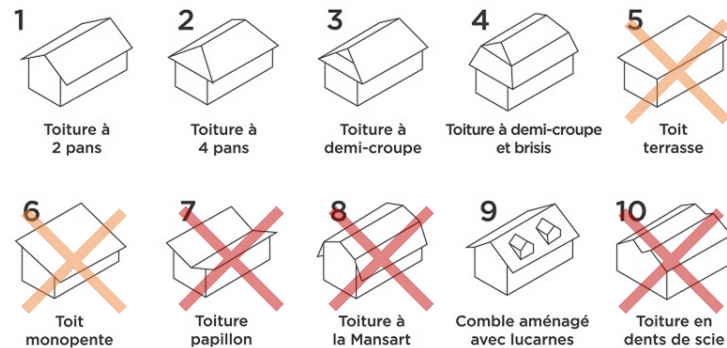 1
2
3
4
5
Toiture à
2 pans
Toiture à
4 pans
Toiture à
demi-croupe
Toiture à demi-croupe
et brisis
Toit
terrasse
6
7
8
9
10
Toit
monopente
Toiture
papillon
Toiture à
la Mansart
Comble aménagé
avec lucarnes
Toiture en
dents de scie